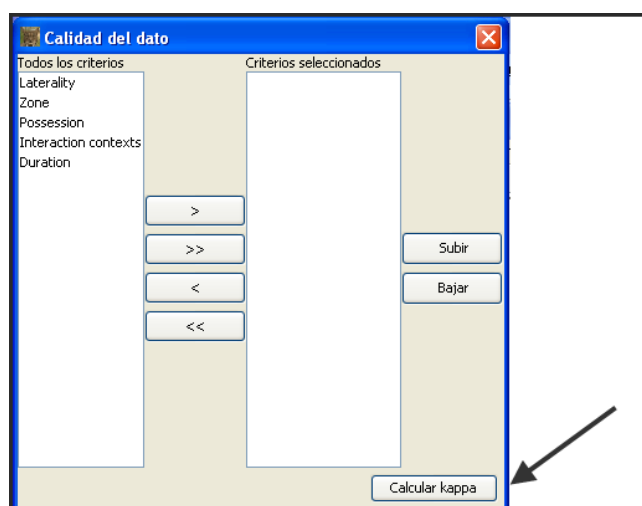 Calidad del dato
Todos los criterios
Criterios seleccionados
Laterality
Zone
Possession
Interaction contexts
Duration
>
>>
<
<<
Subir
Bajar
Calcular kappa